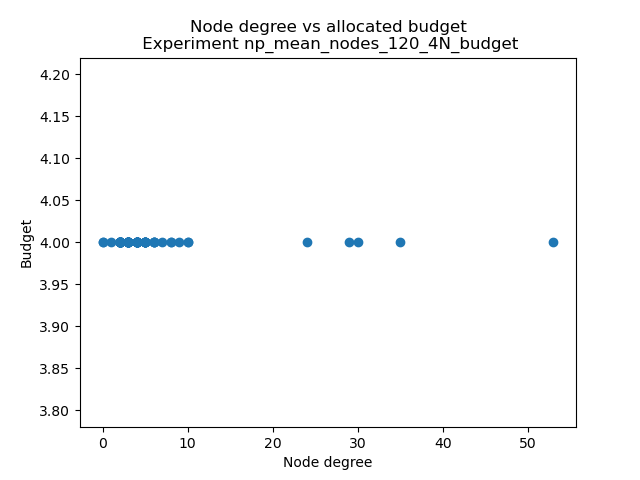 Node degree vs allocated budget
Experiment np_mean_nodes_120_4N_budget
4.20
4.15
4.10
4.05
4.00
3.95
3.90
3.85
3.80
Budget
0 10 20 30 40 50
Node degree